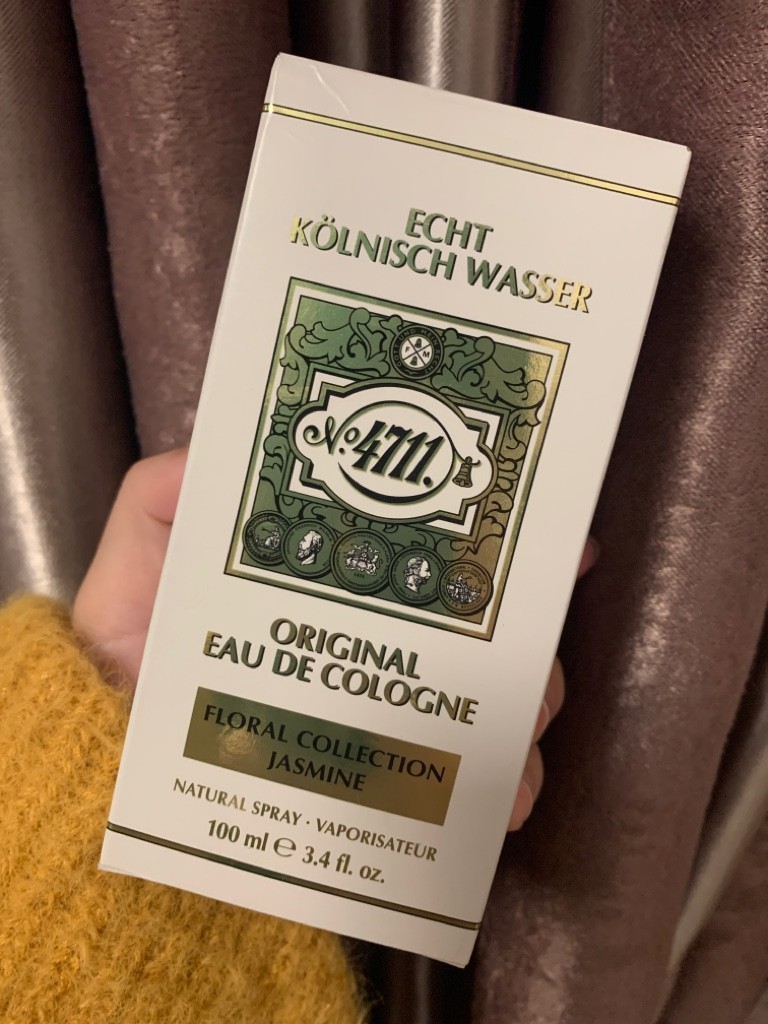 ECHT
KÖLNISCH WASSER
F M
№4711.
ORIGINAL
EAU DE COLOGNE
FLORAL COLLECTION
JASMINE
NATURAL SPRAY · VAPORISATEUR
100 ml ℮ 3.4 fl. oz.